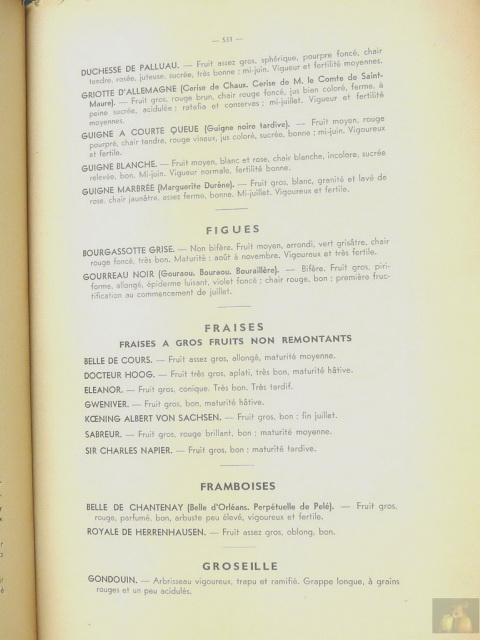 — 531 —
DUCHESSE DE PALLUAU. — Fruit assez gros, sphérique, pourpre foncé, chair
tendre, rosée, juteuse, sucrée, très bonne ; mi-juin. Vigueur et fertilité moyennes.
GRIOTTE D'ALLEMAGNE (Cerise de Chaux. Cerise de M. le Comte de Saint-
Maure). — Fruit gros, rouge brun, chair rouge foncé, jus bien coloré, ferme, à
peine sucrée, acidulée ; ratafia et conserves ; mi-juillet. Vigueur et fertilité
moyennes.
GUIGNE A COURTE QUEUE (Guigne noire tardive). — Fruit moyen, rouge
pourpré, chair tendre, rouge vineux, jus coloré, sucrée, bonne ; mi-juin. Vigoureux
et fertile.
GUIGNE BLANCHE. — Fruit moyen, blanc et rose, chair blanche, incolore, sucrée
relevée, bon. Mi-juin. Vigueur normale, fertilité bonne.
GUIGNE MARBRÉE (Marguerite Durêne). — Fruit gros, blanc, granité et lavé de
rose, chair jaunâtre, assez ferme, bonne. Mi-juillet. Vigoureux et fertile.
FIGUES
BOURGASSOTTE GRISE. — Non bifère. Fruit moyen, arrondi, vert grisâtre, chair
rouge foncé, très bon. Maturité : août à novembre. Vigoureux et très fertile.
GOURREAU NOIR (Gouraou. Bouraou. Bouraillère). — Bifère. Fruit gros, piri-
forme, allongé, épiderme luisant, violet foncé ; chair rouge, bon ; première fruc-
tification au commencement de juillet.
FRAISES
FRAISES A GROS FRUITS NON REMONTANTS
BELLE DE COURS. — Fruit assez gros, allongé, maturité moyenne.
DOCTEUR HOOG. — Fruit très gros, aplati, très bon, maturité hâtive.
ELEANOR. — Fruit gros, conique. Très bon. Très tardif.
GWENIVER. — Fruit gros, bon, maturité hâtive.
KŒNING ALBERT VON SACHSEN. — Fruit gros, bon ; fin juillet.
SABREUR. — Fruit gros, rouge brillant, bon ; maturité moyenne.
SIR CHARLES NAPIER. — Fruit gros, bon ; maturité tardive.
FRAMBOISES
BELLE DE CHANTENAY (Belle d'Orléans. Perpétuelle de Pelé). — Fruit gros,
rouge, parfumé, bon, arbuste peu élevé, vigoureux et fertile.
ROYALE DE HERRENHAUSEN. — Fruit assez gros, oblong, bon.
GROSEILLE
GONDOUIN. — Arbrisseau vigoureux, trapu et ramifié. Grappe longue, à grains
rouges et un peu acidulés.